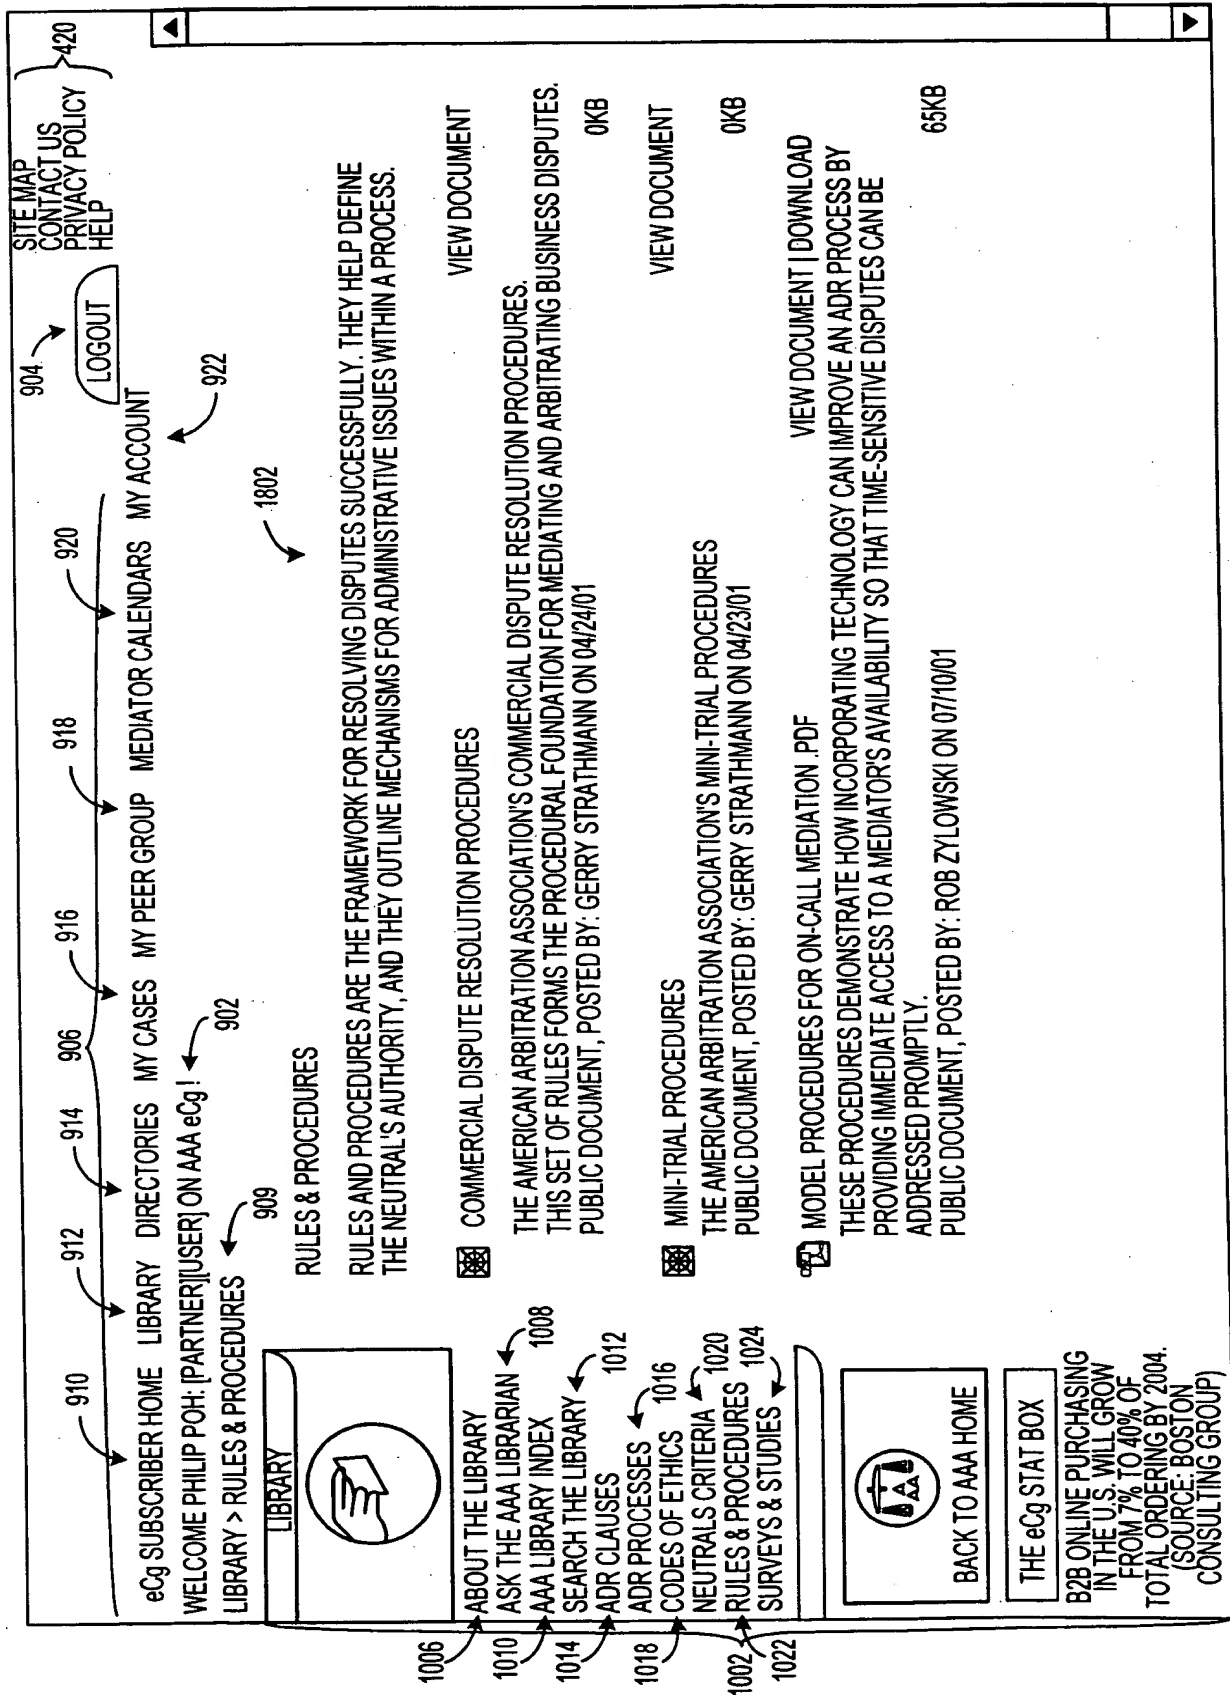 SITE MAP
CONTACT US
PRIVACY POLICY
HELP
420
904
LOGOUT
906
910
912
914
916
918
920
922
eCg SUBSCRIBER HOME LIBRARY DIRECTORIES MY CASES MY PEER GROUP MEDIATOR CALENDARS MY ACCOUNT
WELCOME PHILIP POH: [PARTNER][USER] ON AAA eCg!
902
LIBRARY > RULES & PROCEDURES
909
LIBRARY
1006
ABOUT THE LIBRARY
ASK THE AAA LIBRARIAN
1008
1010
AAA LIBRARY INDEX
SEARCH THE LIBRARY
1012
1014
ADR CLAUSES
ADR PROCESSES
1016
1018
CODES OF ETHICS
NEUTRALS CRITERIA
1020
1002
1022
RULES & PROCEDURES
SURVEYS & STUDIES
1024
AAA
BACK TO AAA HOME
THE eCg STAT BOX
B2B ONLINE PURCHASING
IN THE U.S. WILL GROW
FROM 7% TO 40% OF
TOTAL ORDERING BY 2004.
(SOURCE: BOSTON
CONSULTING GROUP)
1802
RULES & PROCEDURES
RULES AND PROCEDURES ARE THE FRAMEWORK FOR RESOLVING DISPUTES SUCCESSFULLY. THEY HELP DEFINE
THE NEUTRAL'S AUTHORITY, AND THEY OUTLINE MECHANISMS FOR ADMINISTRATIVE ISSUES WITHIN A PROCESS.
COMMERCIAL DISPUTE RESOLUTION PROCEDURES VIEW DOCUMENT
THE AMERICAN ARBITRATION ASSOCIATION'S COMMERCIAL DISPUTE RESOLUTION PROCEDURES.
THIS SET OF RULES FORMS THE PROCEDURAL FOUNDATION FOR MEDIATING AND ARBITRATING BUSINESS DISPUTES.
PUBLIC DOCUMENT, POSTED BY: GERRY STRATHMANN ON 04/24/01 0KB
MINI-TRIAL PROCEDURES VIEW DOCUMENT
THE AMERICAN ARBITRATION ASSOCIATION'S MINI-TRIAL PROCEDURES
PUBLIC DOCUMENT, POSTED BY: GERRY STRATHMANN ON 04/23/01 0KB
MODEL PROCEDURES FOR ON-CALL MEDIATION .PDF VIEW DOCUMENT | DOWNLOAD
THESE PROCEDURES DEMONSTRATE HOW INCORPORATING TECHNOLOGY CAN IMPROVE AN ADR PROCESS BY
PROVIDING IMMEDIATE ACCESS TO A MEDIATOR'S AVAILABILITY SO THAT TIME-SENSITIVE DISPUTES CAN BE
ADDRESSED PROMPTLY. 65KB
PUBLIC DOCUMENT, POSTED BY: ROB ZYLOWSKI ON 07/10/01